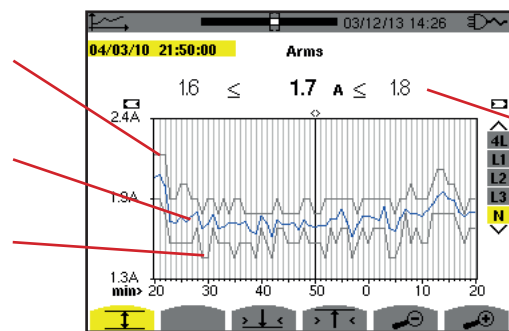 03/12/13 14:26
04/03/10 21:50:00 Arms
1.6 ≤ 1.7 A ≤ 1.8
2.4A
4L
L1
L2
1.9A
L3
N
1.3A
min> 20 30 40 50 0 10 20